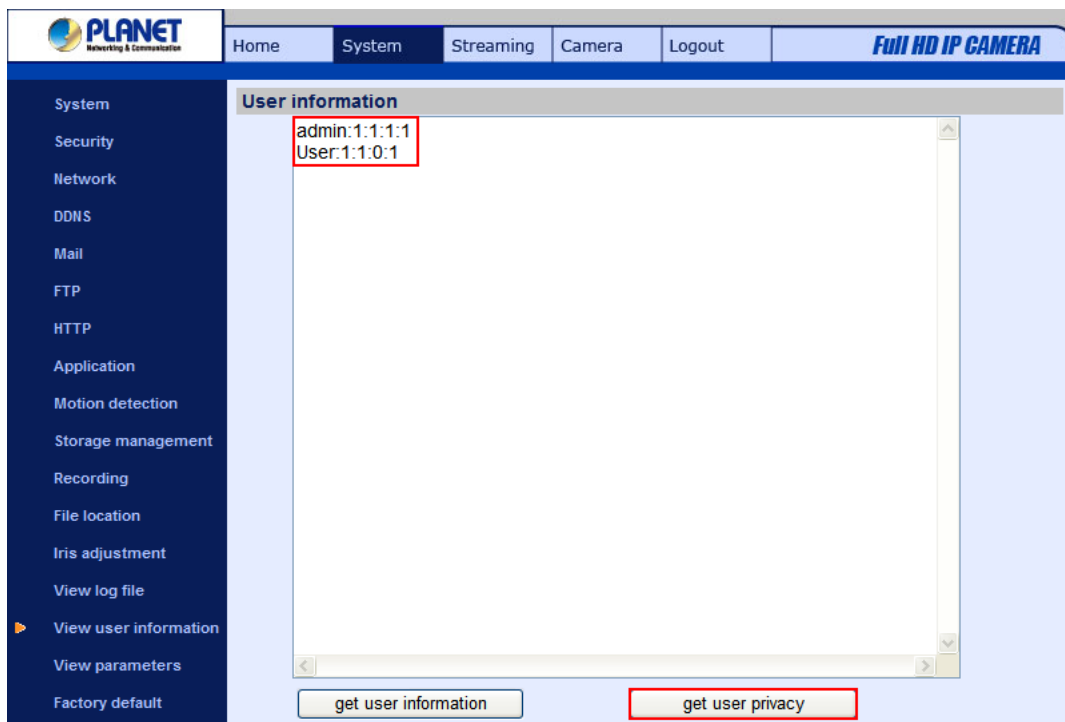 PLANET
Networking & Communication
Home System Streaming Camera Logout Full HD IP CAMERA
System
Security
Network
DDNS
Mail
FTP
HTTP
Application
Motion detection
Storage management
Recording
File location
Iris adjustment
View log file
View user information
View parameters
Factory default
User information
admin:1:1:1:1
User:1:1:0:1
get user information get user privacy